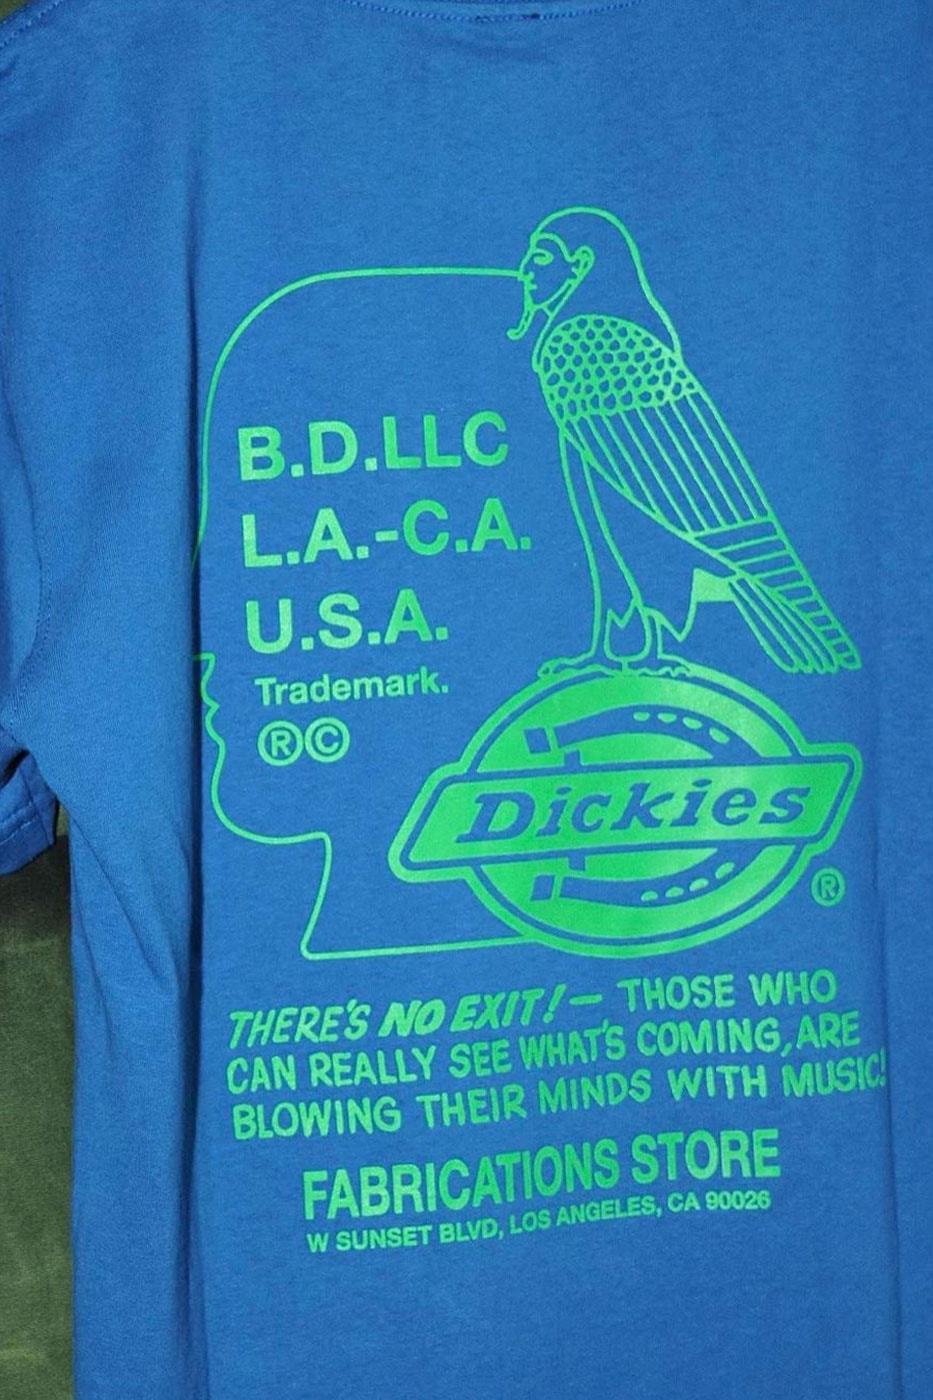 B.D.LLC
L.A.-C.A.
U.S.A.
Trademark.
®©
Dickies
®
THERE'S NO EXIT! — THOSE WHO
CAN REALLY SEE WHAT'S COMING, ARE
BLOWING THEIR MINDS WITH MUSIC!
FABRICATIONS STORE
W SUNSET BLVD, LOS ANGELES, CA 90026